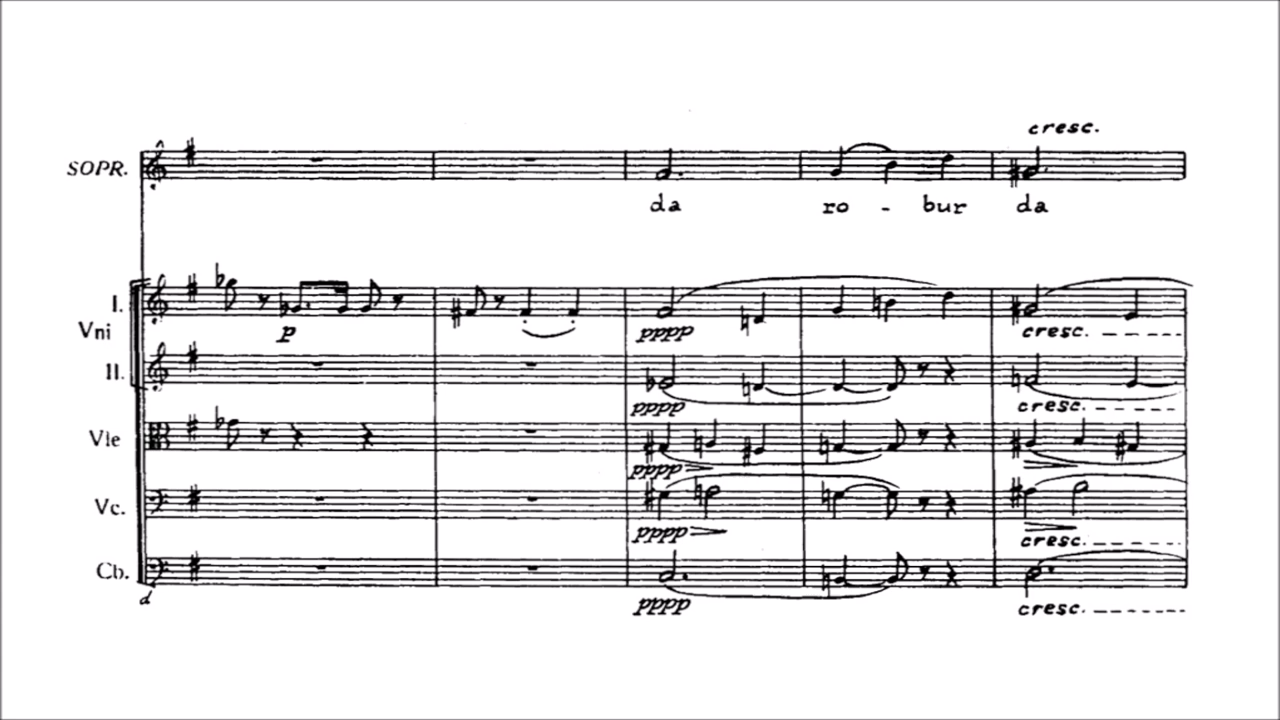 cresc.
SOPR.
da ro - bur da
I.
p
pppp
cresc.
Vni
II.
pppp
cresc.
Vle
pppp
Vc.
pppp
cresc.
Cb.
d
pppp
cresc.